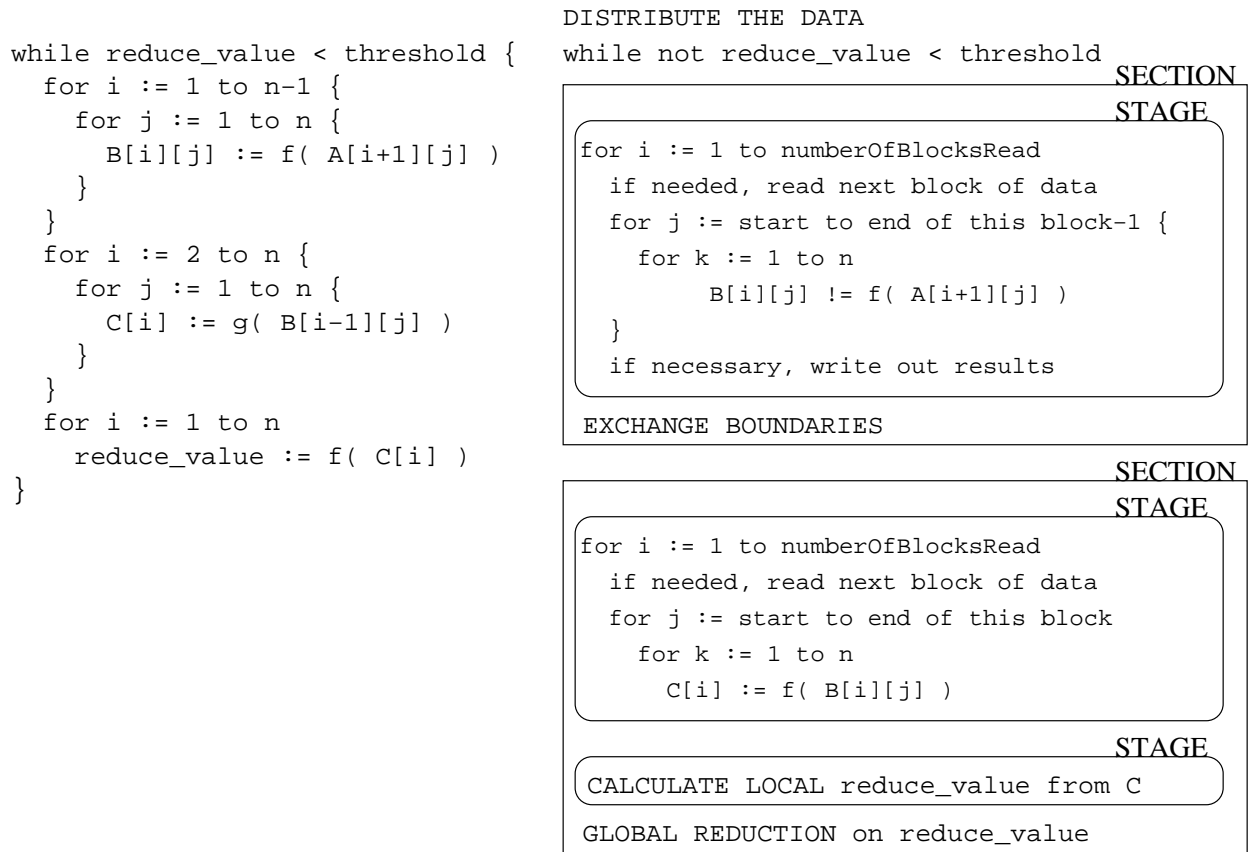 while reduce_value < threshold {
  for i := 1 to n-1 {
    for j := 1 to n {
      B[i][j] := f( A[i+1][j] )
    }
  }
  for i := 2 to n {
    for j := 1 to n {
      C[i] := g( B[i-1][j] )
    }
  }
  for i := 1 to n
    reduce_value := f( C[i] )
}
DISTRIBUTE THE DATA
while not reduce_value < threshold
SECTION
STAGE
for i := 1 to numberOfBlocksRead
  if needed, read next block of data
  for j := start to end of this block-1 {
    for k := 1 to n
         B[i][j] != f( A[i+1][j] )
  }
  if necessary, write out results
EXCHANGE BOUNDARIES
SECTION
STAGE
for i := 1 to numberOfBlocksRead
  if needed, read next block of data
  for j := start to end of this block
    for k := 1 to n
      C[i] := f( B[i][j] )
STAGE
CALCULATE LOCAL reduce_value from C
GLOBAL REDUCTION on reduce_value